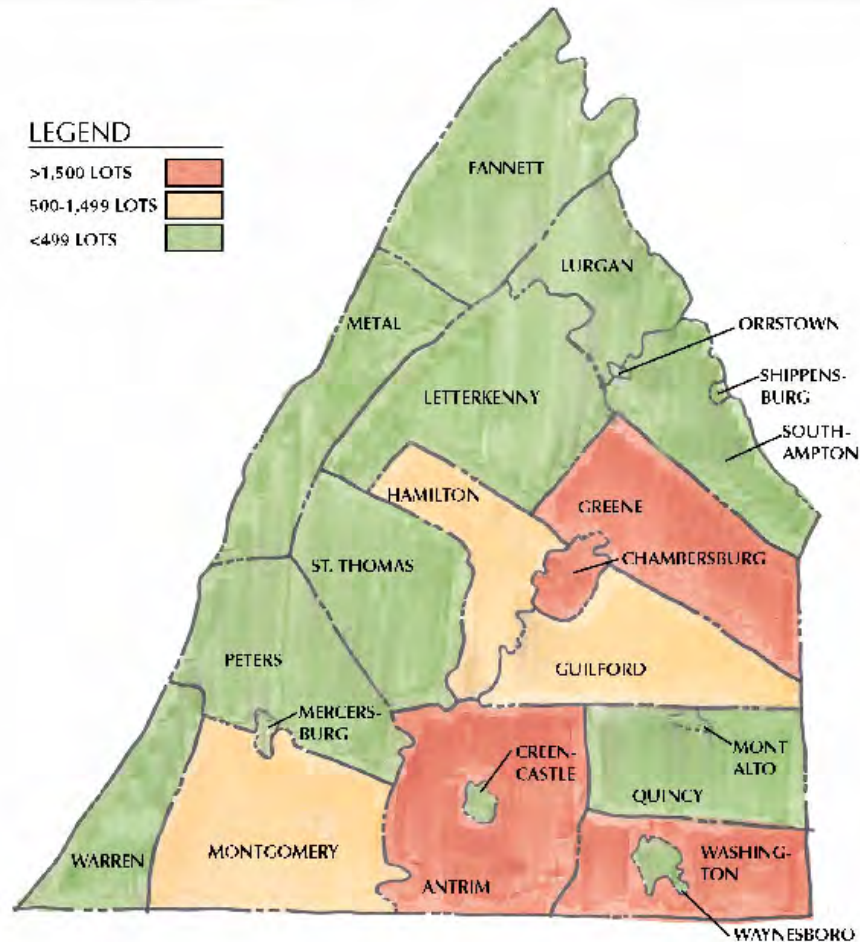 LEGEND
>1,500 LOTS
500-1,499 LOTS
<499 LOTS
FANNETT
LURGAN
METAL
ORRSTOWN
LETTERKENNY
SHIPPENS-
BURG
SOUTH-
AMPTON
HAMILTON
GREENE
ST. THOMAS
CHAMBERSBURG
PETERS
GUILFORD
MERCERS-
BURG
GREEN-
CASTLE
MONT
ALTO
QUINCY
WARREN
MONTGOMERY
ANTRIM
WASHING-
TON
WAYNESBORO